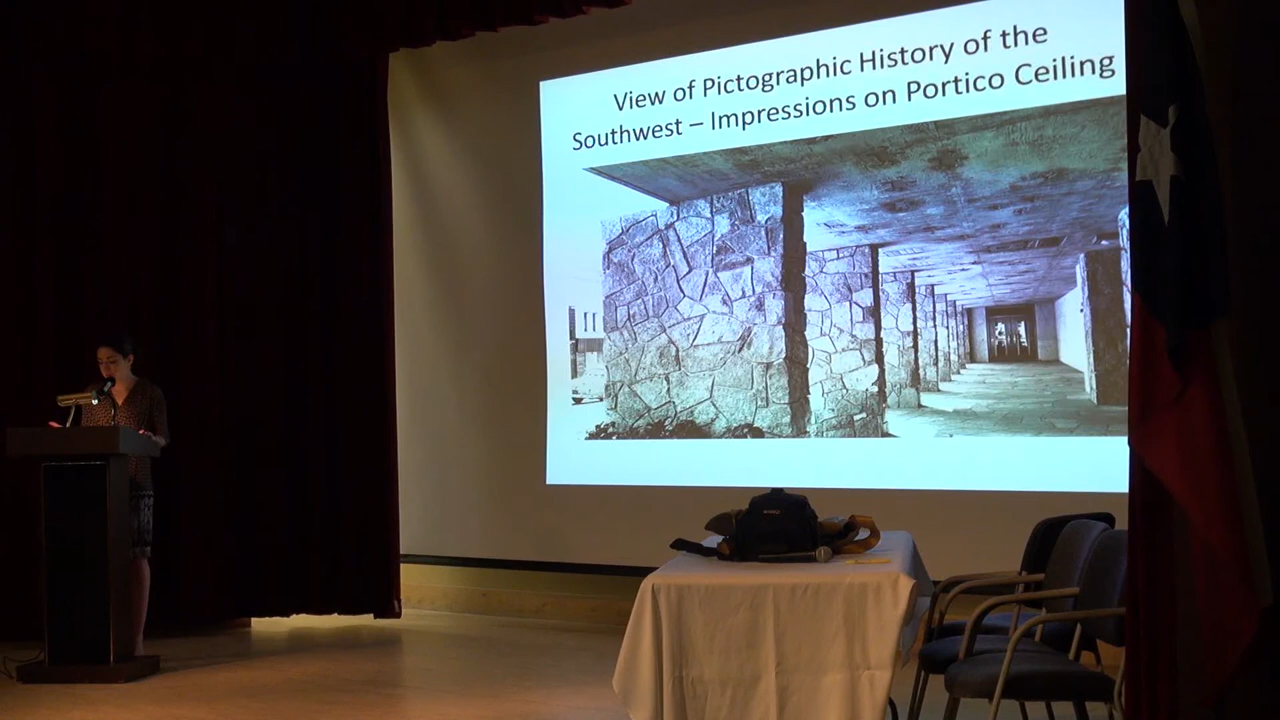 View of Pictographic History of the
Southwest – Impressions on Portico Ceiling